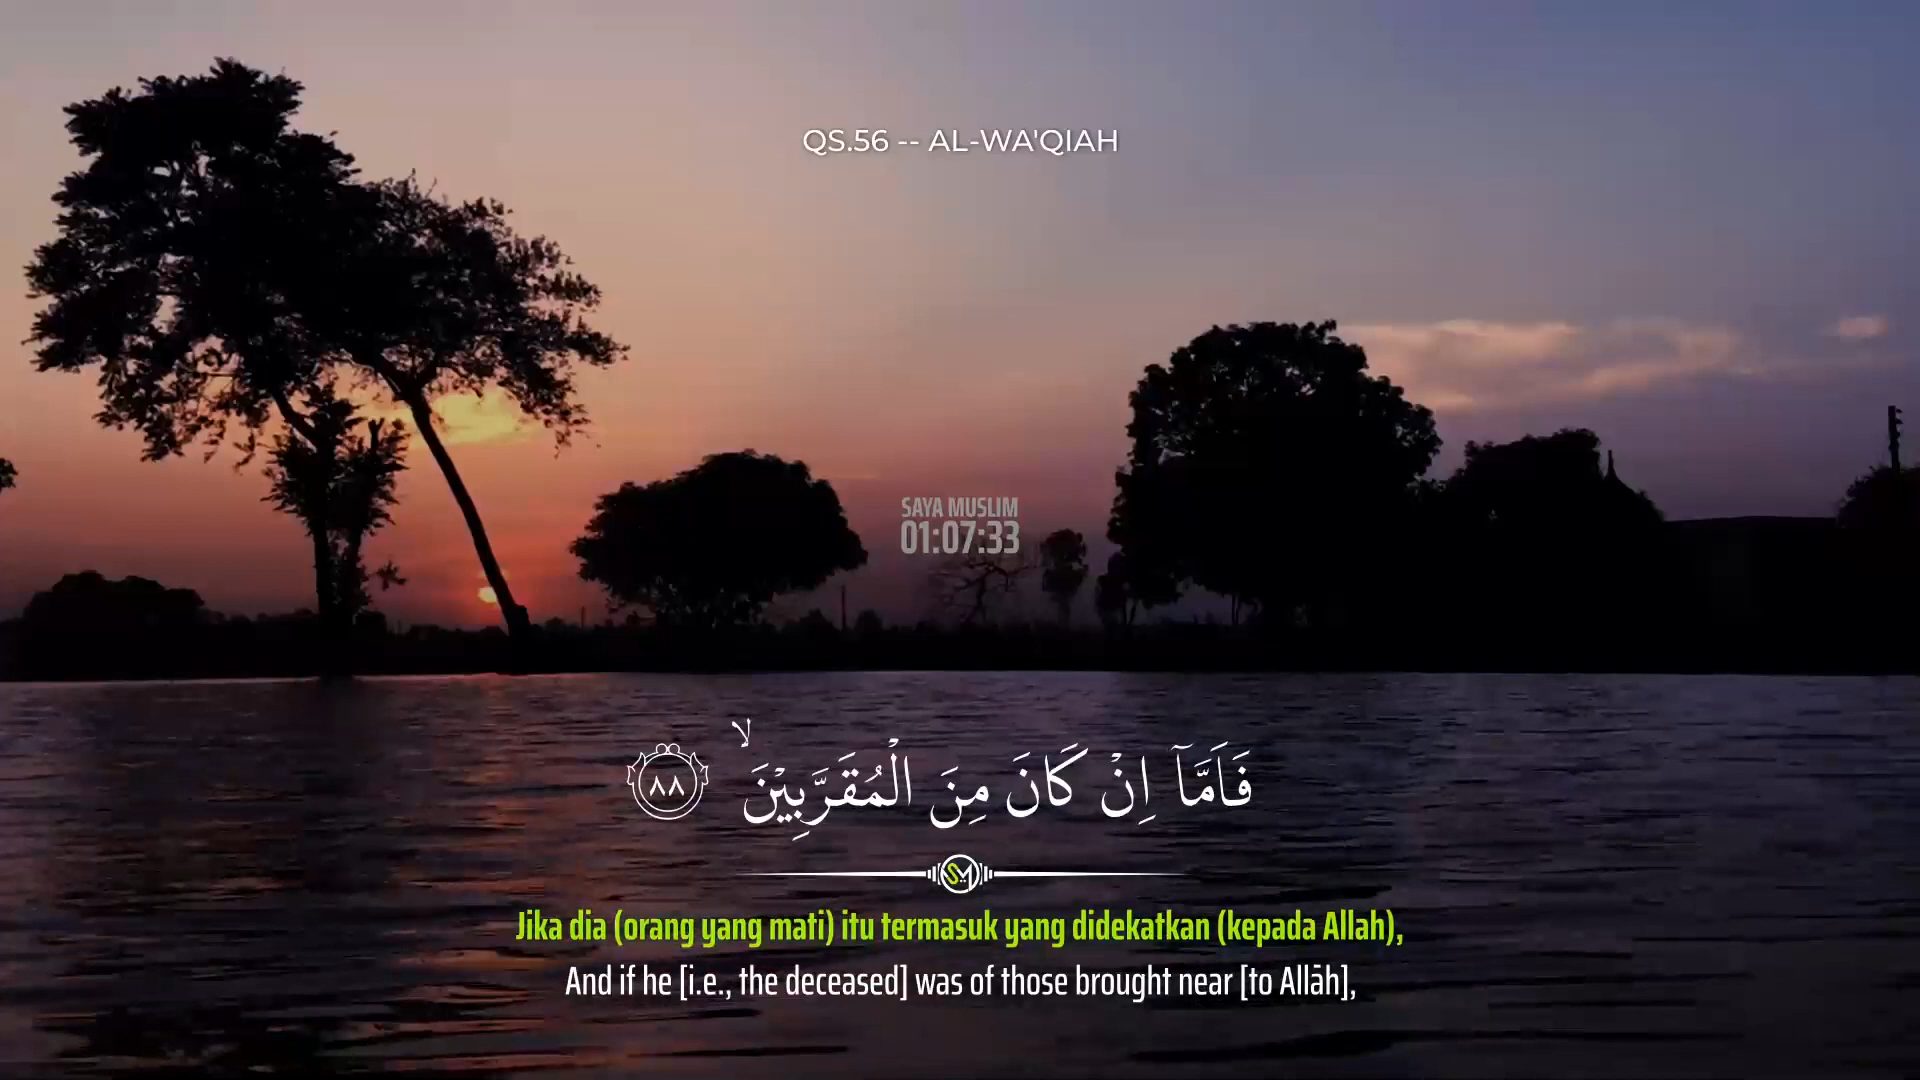 QS.56 -- AL-WA'QIAH
SAYA MUSLIM
01:07:33
فَاَمَّآ اِنْ كَانَ مِنَ الْمُقَرَّبِيْنَۙ ٨٨
SM
Jika dia (orang yang mati) itu termasuk yang didekatkan (kepada Allah),
And if he [i.e., the deceased] was of those brought near [to Allāh],